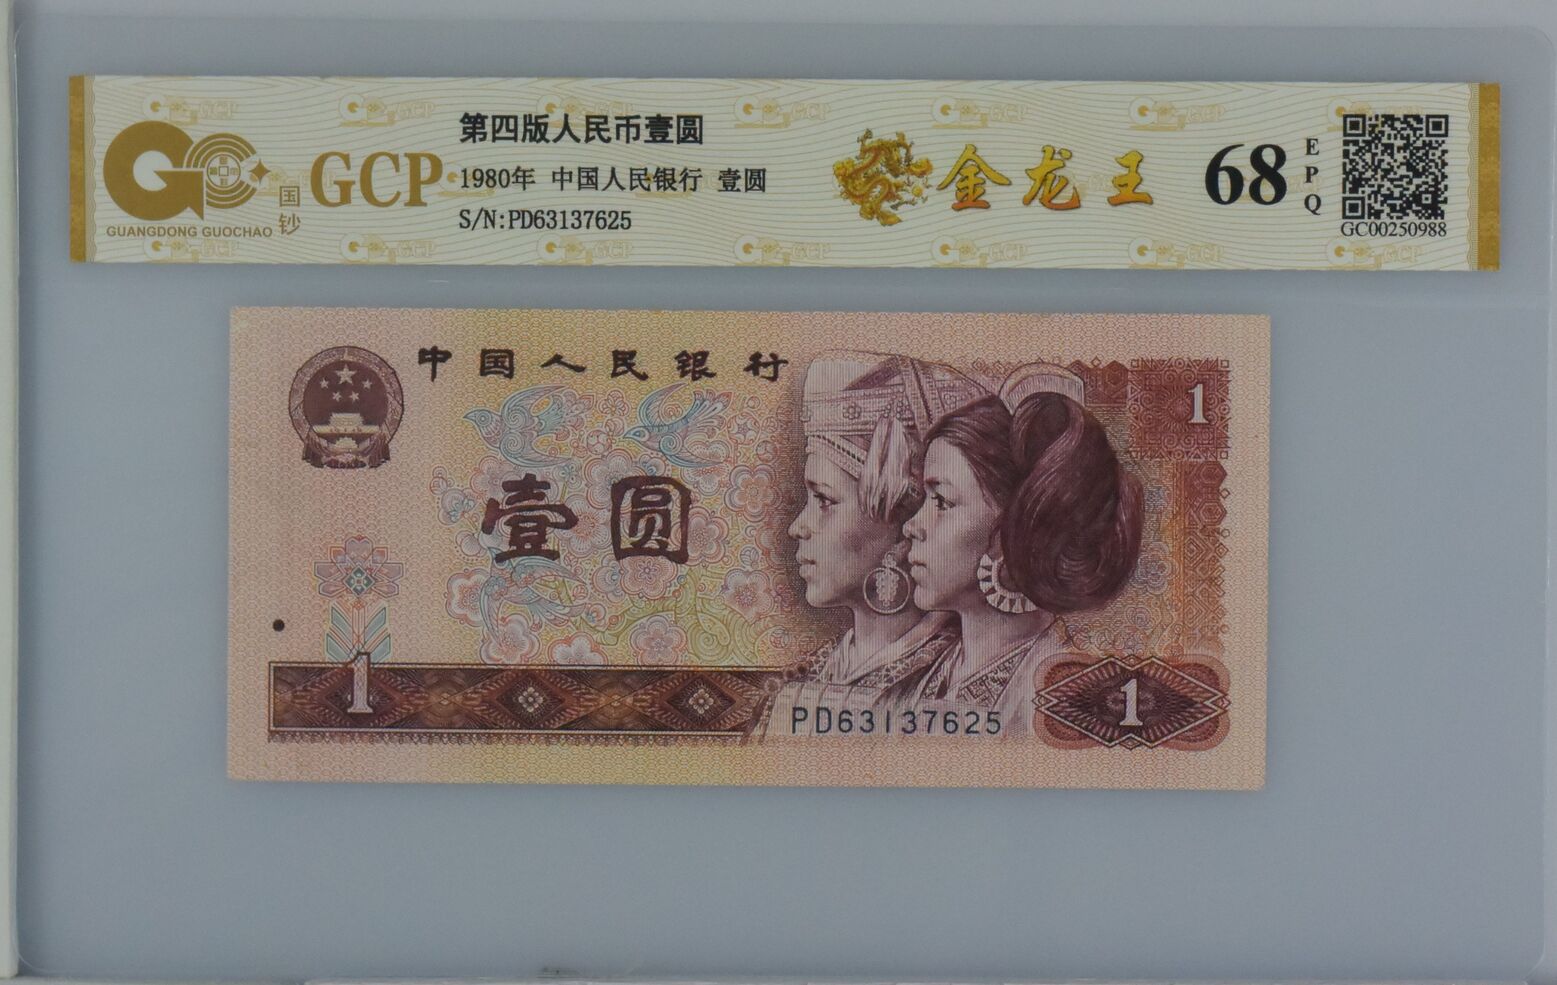 GCP
国钞
GUANGDONG GUOCHAO
第四版人民币壹圆
1980年 中国人民银行 壹圆
S/N:PD63137625
金龙王
68
EPQ
GC00250988
中国人民银行
1
壹圆
1
PD63137625
1